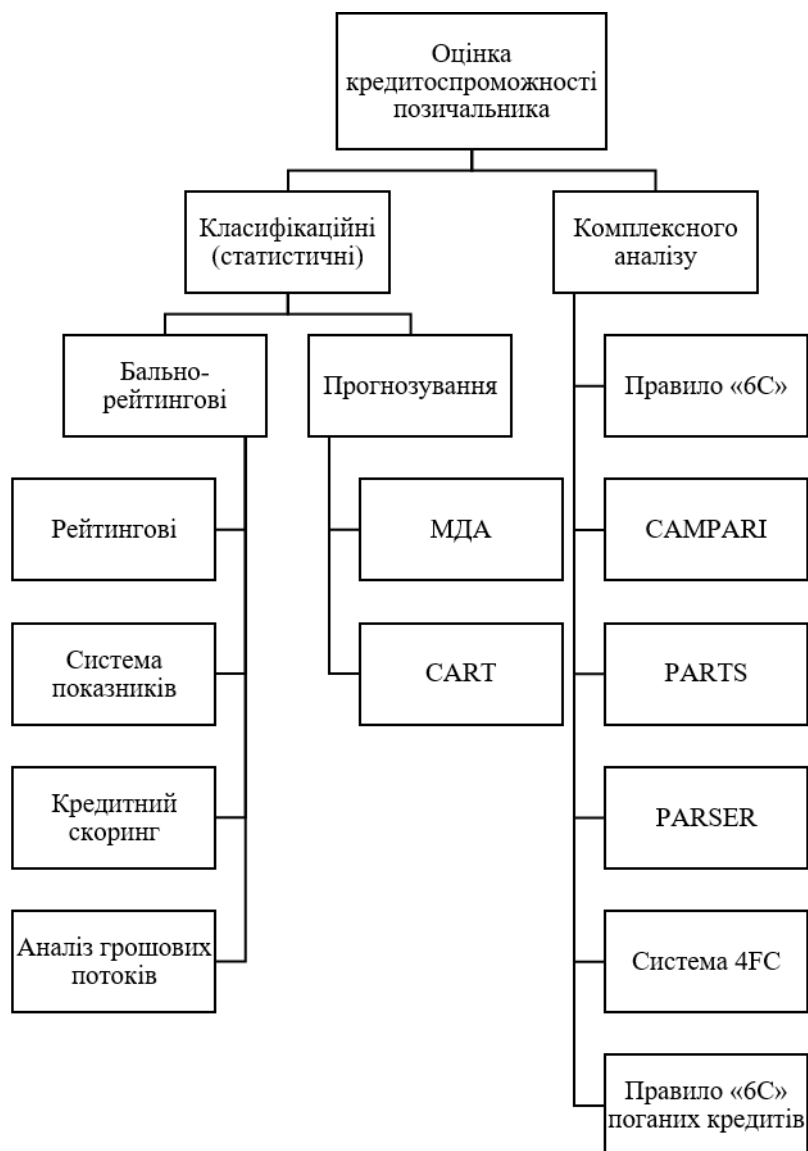 Оцінка
кредитоспроможності
позичальника
Класифікаційні
(статистичні)
Комплексного
аналізу
Бально-
рейтингові
Прогнозування
Правило «6С»
Рейтингові
МДА
CAMPARI
Система
показників
CART
PARTS
Кредитний
скоринг
PARSER
Аналіз грошових
потоків
Система 4FC
Правило «6С»
поганих кредитів